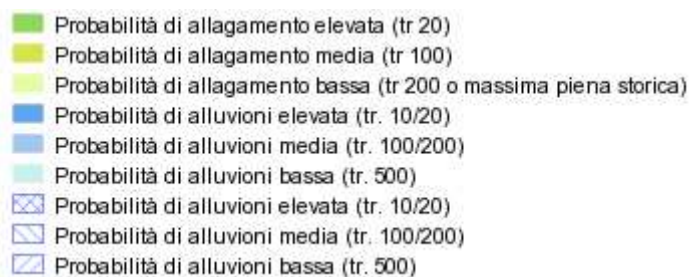 Probabilità di allagamento elevata (tr 20)
Probabilità di allagamento media (tr 100)
Probabilità di allagamento bassa (tr 200 o massima piena storica)
Probabilità di alluvioni elevata (tr. 10/20)
Probabilità di alluvioni media (tr. 100/200)
Probabilità di alluvioni bassa (tr. 500)
Probabilità di alluvioni elevata (tr. 10/20)
Probabilità di alluvioni media (tr. 100/200)
Probabilità di alluvioni bassa (tr. 500)